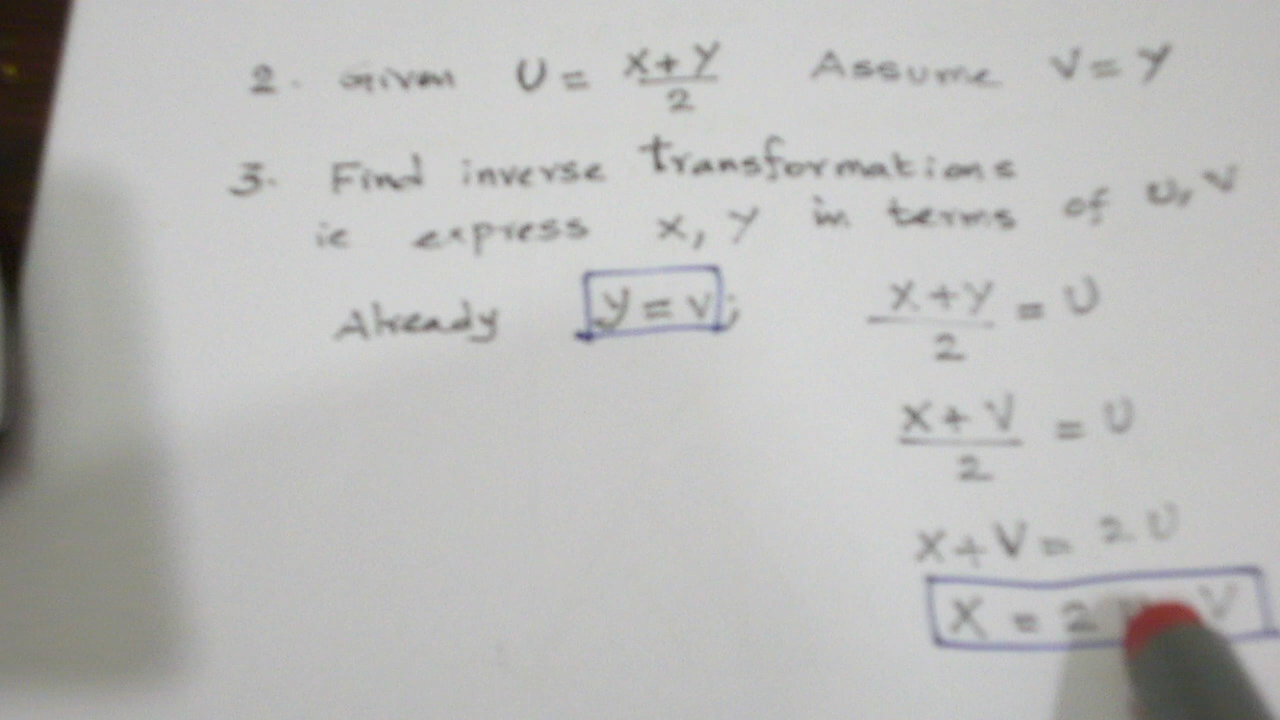 2. Given U = X+Y/2 Assume V=Y
3. Find inverse transformations
ie express X, Y in terms of U, V
Already Y=V; X+Y/2 = U
X+V/2 = U
X+V= 2U
X = 2 V